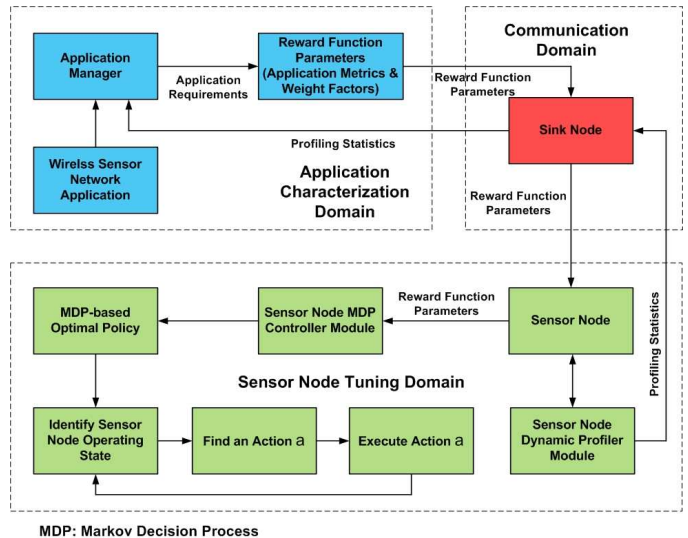 Application
Manager
Application
Requirements
Reward Function
Parameters
(Application Metrics &
Weight Factors)
Communication
Domain
Reward Function
Parameters
Sink Node
Profiling Statistics
Wirelss Sensor
Network
Application
Application
Characterization
Domain
Reward Function
Parameters
MDP-based
Optimal Policy
Sensor Node MDP
Controller Module
Reward Function
Parameters
Sensor Node
Profiling Statistics
Sensor Node Tuning Domain
Identify Sensor
Node Operating
State
Find an Action a
Execute Action a
Sensor Node
Dynamic Profiler
Module
MDP: Markov Decision Process